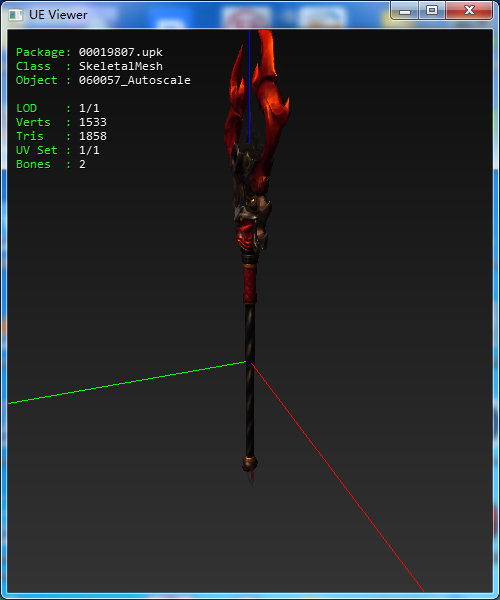 UE Viewer
Package: 00019807.upk
Class  : SkeletalMesh
Object : 060057_Autoscale
LOD    : 1/1
Verts  : 1533
Tris   : 1858
UV Set : 1/1
Bones  : 2